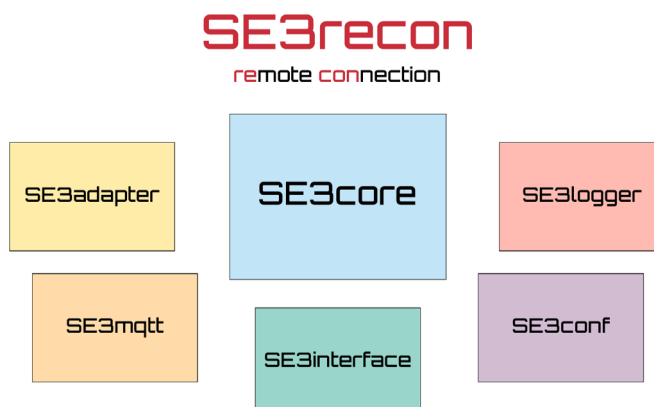 SE3recon
remote connection
SE3adapter
SE3core
SE3logger
SE3mqtt
SE3interface
SE3conf